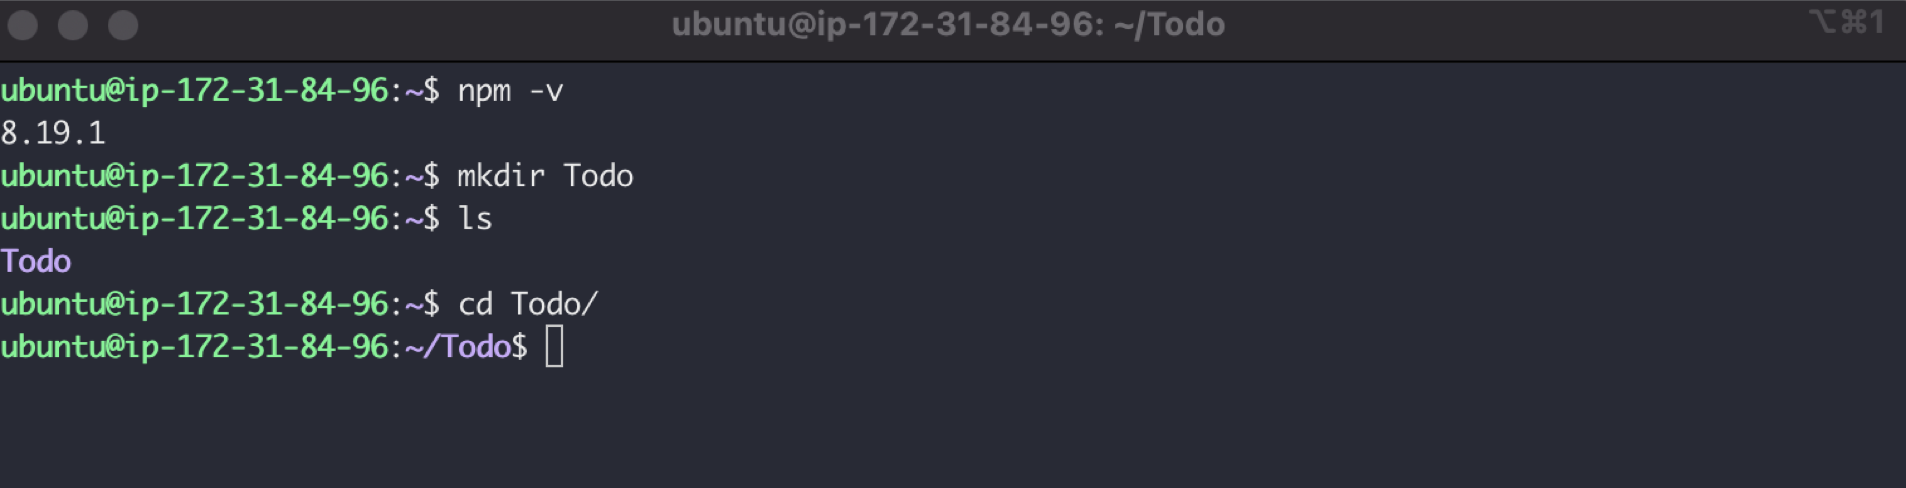 ubuntu@ip-172-31-84-96: ~/Todo
⌥⌘1
ubuntu@ip-172-31-84-96:~$ npm -v
8.19.1
ubuntu@ip-172-31-84-96:~$ mkdir Todo
ubuntu@ip-172-31-84-96:~$ ls
Todo
ubuntu@ip-172-31-84-96:~$ cd Todo/
ubuntu@ip-172-31-84-96:~/Todo$